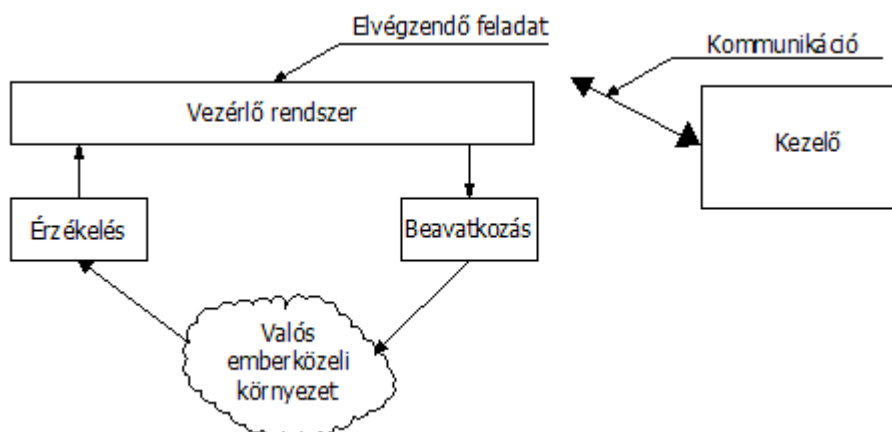 Elvégzendő feladat
Kommunikáció
Vezérlő rendszer
Kezelő
Érzékelés
Beavatkozás
Valós
emberközeli
környezet